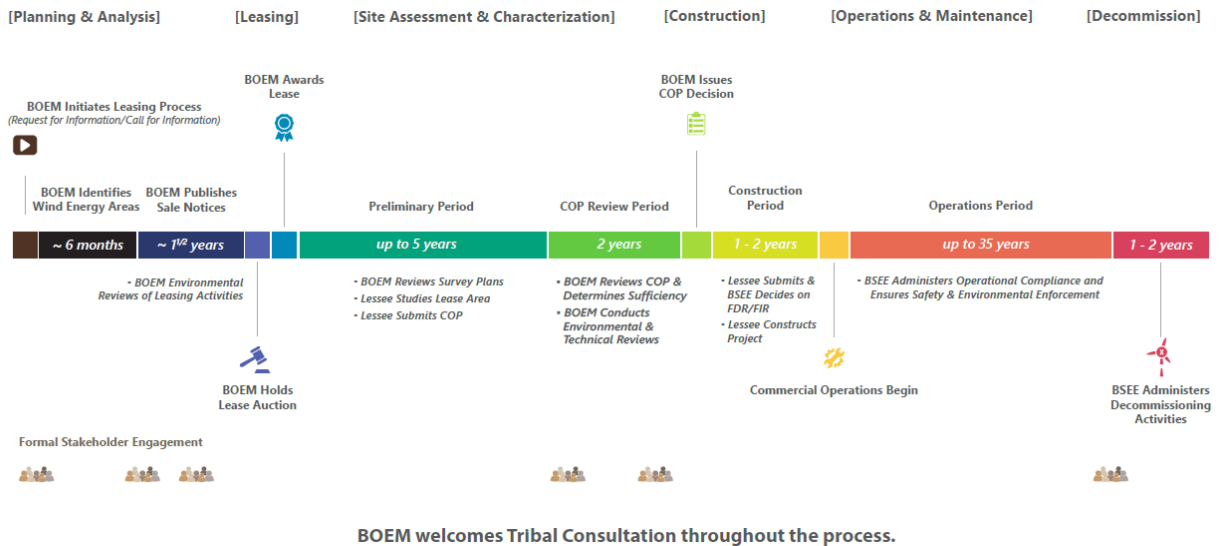 [Planning & Analysis]
[Leasing]
[Site Assessment & Characterization]
[Construction]
[Operations & Maintenance]
[Decommission]
BOEM Awards
Lease
BOEM Issues
COP Decision
BOEM Initiates Leasing Process
(Request for Information/Call for Information)
BOEM Identifies
Wind Energy Areas
BOEM Publishes
Sale Notices
Preliminary Period
COP Review Period
Construction
Period
Operations Period
~ 6 months
~ 11/2 years
up to 5 years
2 years
1 - 2 years
up to 35 years
1 - 2 years
• BOEM Environmental
Reviews of Leasing Activities
• BOEM Reviews Survey Plans
• Lessee Studies Lease Area
• Lessee Submits COP
• BOEM Reviews COP &
Determines Sufficiency
• BOEM Conducts
Environmental &
Technical Reviews
• Lessee Submits &
BSEE Decides on
FDR/FIR
• Lessee Constructs
Project
• BSEE Administers Operational Compliance and
Ensures Safety & Environmental Enforcement
BOEM Holds
Lease Auction
Commercial Operations Begin
BSEE Administers
Decommissioning
Activities
Formal Stakeholder Engagement
BOEM welcomes Tribal Consultation throughout the process.